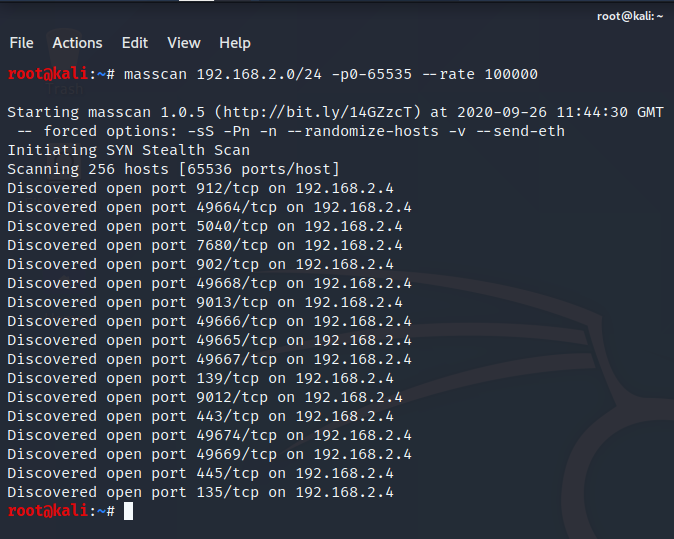 root@kali: ~
File Actions Edit View Help
root@kali:~# masscan 192.168.2.0/24 -p0-65535 --rate 100000
Starting masscan 1.0.5 (http://bit.ly/14GZzcT) at 2020-09-26 11:44:30 GMT
-- forced options: -sS -Pn -n --randomize-hosts -v --send-eth
Initiating SYN Stealth Scan
Scanning 256 hosts [65536 ports/host]
Discovered open port 912/tcp on 192.168.2.4
Discovered open port 49664/tcp on 192.168.2.4
Discovered open port 5040/tcp on 192.168.2.4
Discovered open port 7680/tcp on 192.168.2.4
Discovered open port 902/tcp on 192.168.2.4
Discovered open port 49668/tcp on 192.168.2.4
Discovered open port 9013/tcp on 192.168.2.4
Discovered open port 49666/tcp on 192.168.2.4
Discovered open port 49665/tcp on 192.168.2.4
Discovered open port 49667/tcp on 192.168.2.4
Discovered open port 139/tcp on 192.168.2.4
Discovered open port 9012/tcp on 192.168.2.4
Discovered open port 443/tcp on 192.168.2.4
Discovered open port 49674/tcp on 192.168.2.4
Discovered open port 49669/tcp on 192.168.2.4
Discovered open port 445/tcp on 192.168.2.4
Discovered open port 135/tcp on 192.168.2.4
root@kali:~#